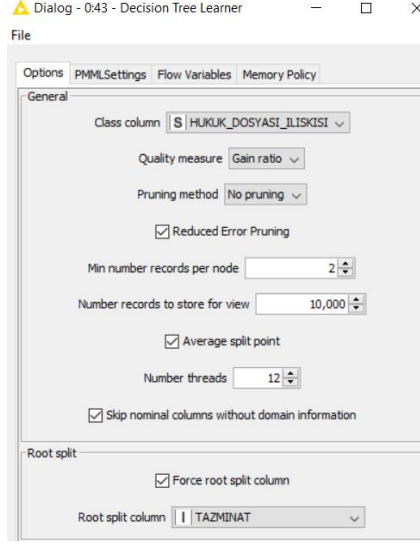 Dialog - 0:43 - Decision Tree Learner
File
Options PMMLSettings Flow Variables Memory Policy
General
Class column S HUKUK_DOSYASI_ILISKISI
Quality measure Gain ratio
Pruning method No pruning
Reduced Error Pruning
Min number records per node 2
Number records to store for view 10,000
Average split point
Number threads 12
Skip nominal columns without domain information
Root split
Force root split column
Root split column I TAZMINAT